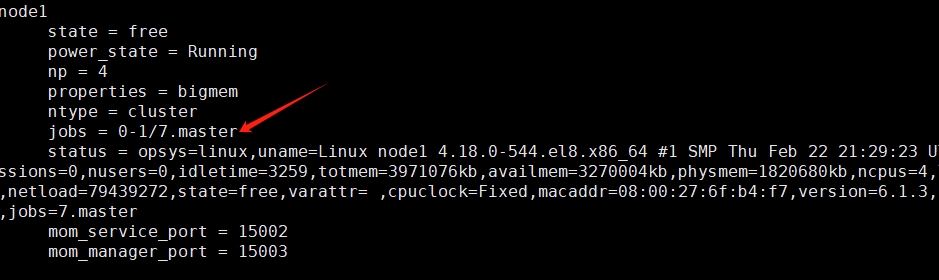 node1
state = free
power_state = Running
np = 4
properties = bigmem
ntype = cluster
jobs = 0-1/7.master
status = opsys=linux,uname=Linux node1 4.18.0-544.el8.x86_64 #1 SMP Thu Feb 22 21:29:23 U
ssions=0,nusers=0,idletime=3259,totmem=3971076kb,availmem=3270004kb,physmem=1820680kb,ncpus=4,
,netload=79439272,state=free,varattr= ,cpuclock=Fixed,macaddr=08:00:27:6f:b4:f7,version=6.1.3,
,jobs=7.master
mom_service_port = 15002
mom_manager_port = 15003